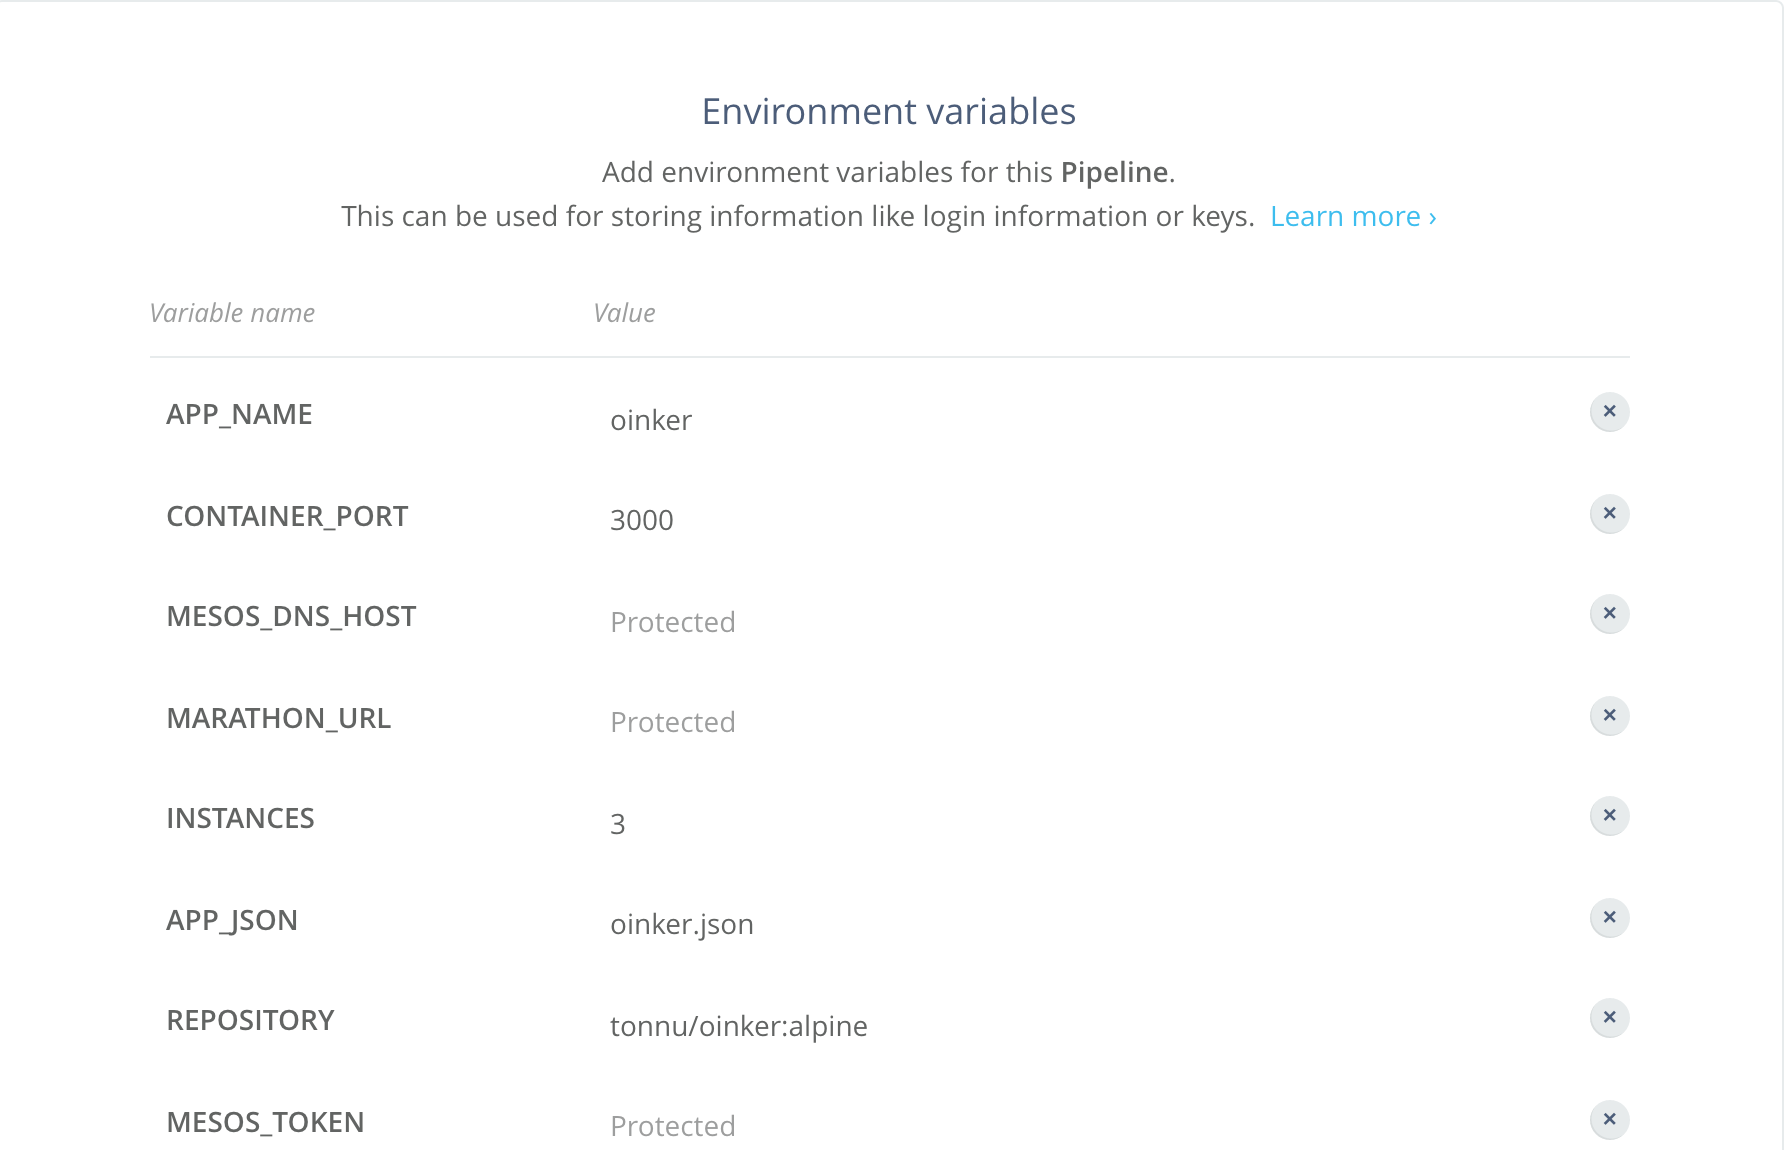 Environment variables
Add environment variables for this Pipeline.
This can be used for storing information like login information or keys. Learn more ›
Variable name Value
APP_NAME oinker
CONTAINER_PORT 3000
MESOS_DNS_HOST Protected
MARATHON_URL Protected
INSTANCES 3
APP_JSON oinker.json
REPOSITORY tonnu/oinker:alpine
MESOS_TOKEN Protected